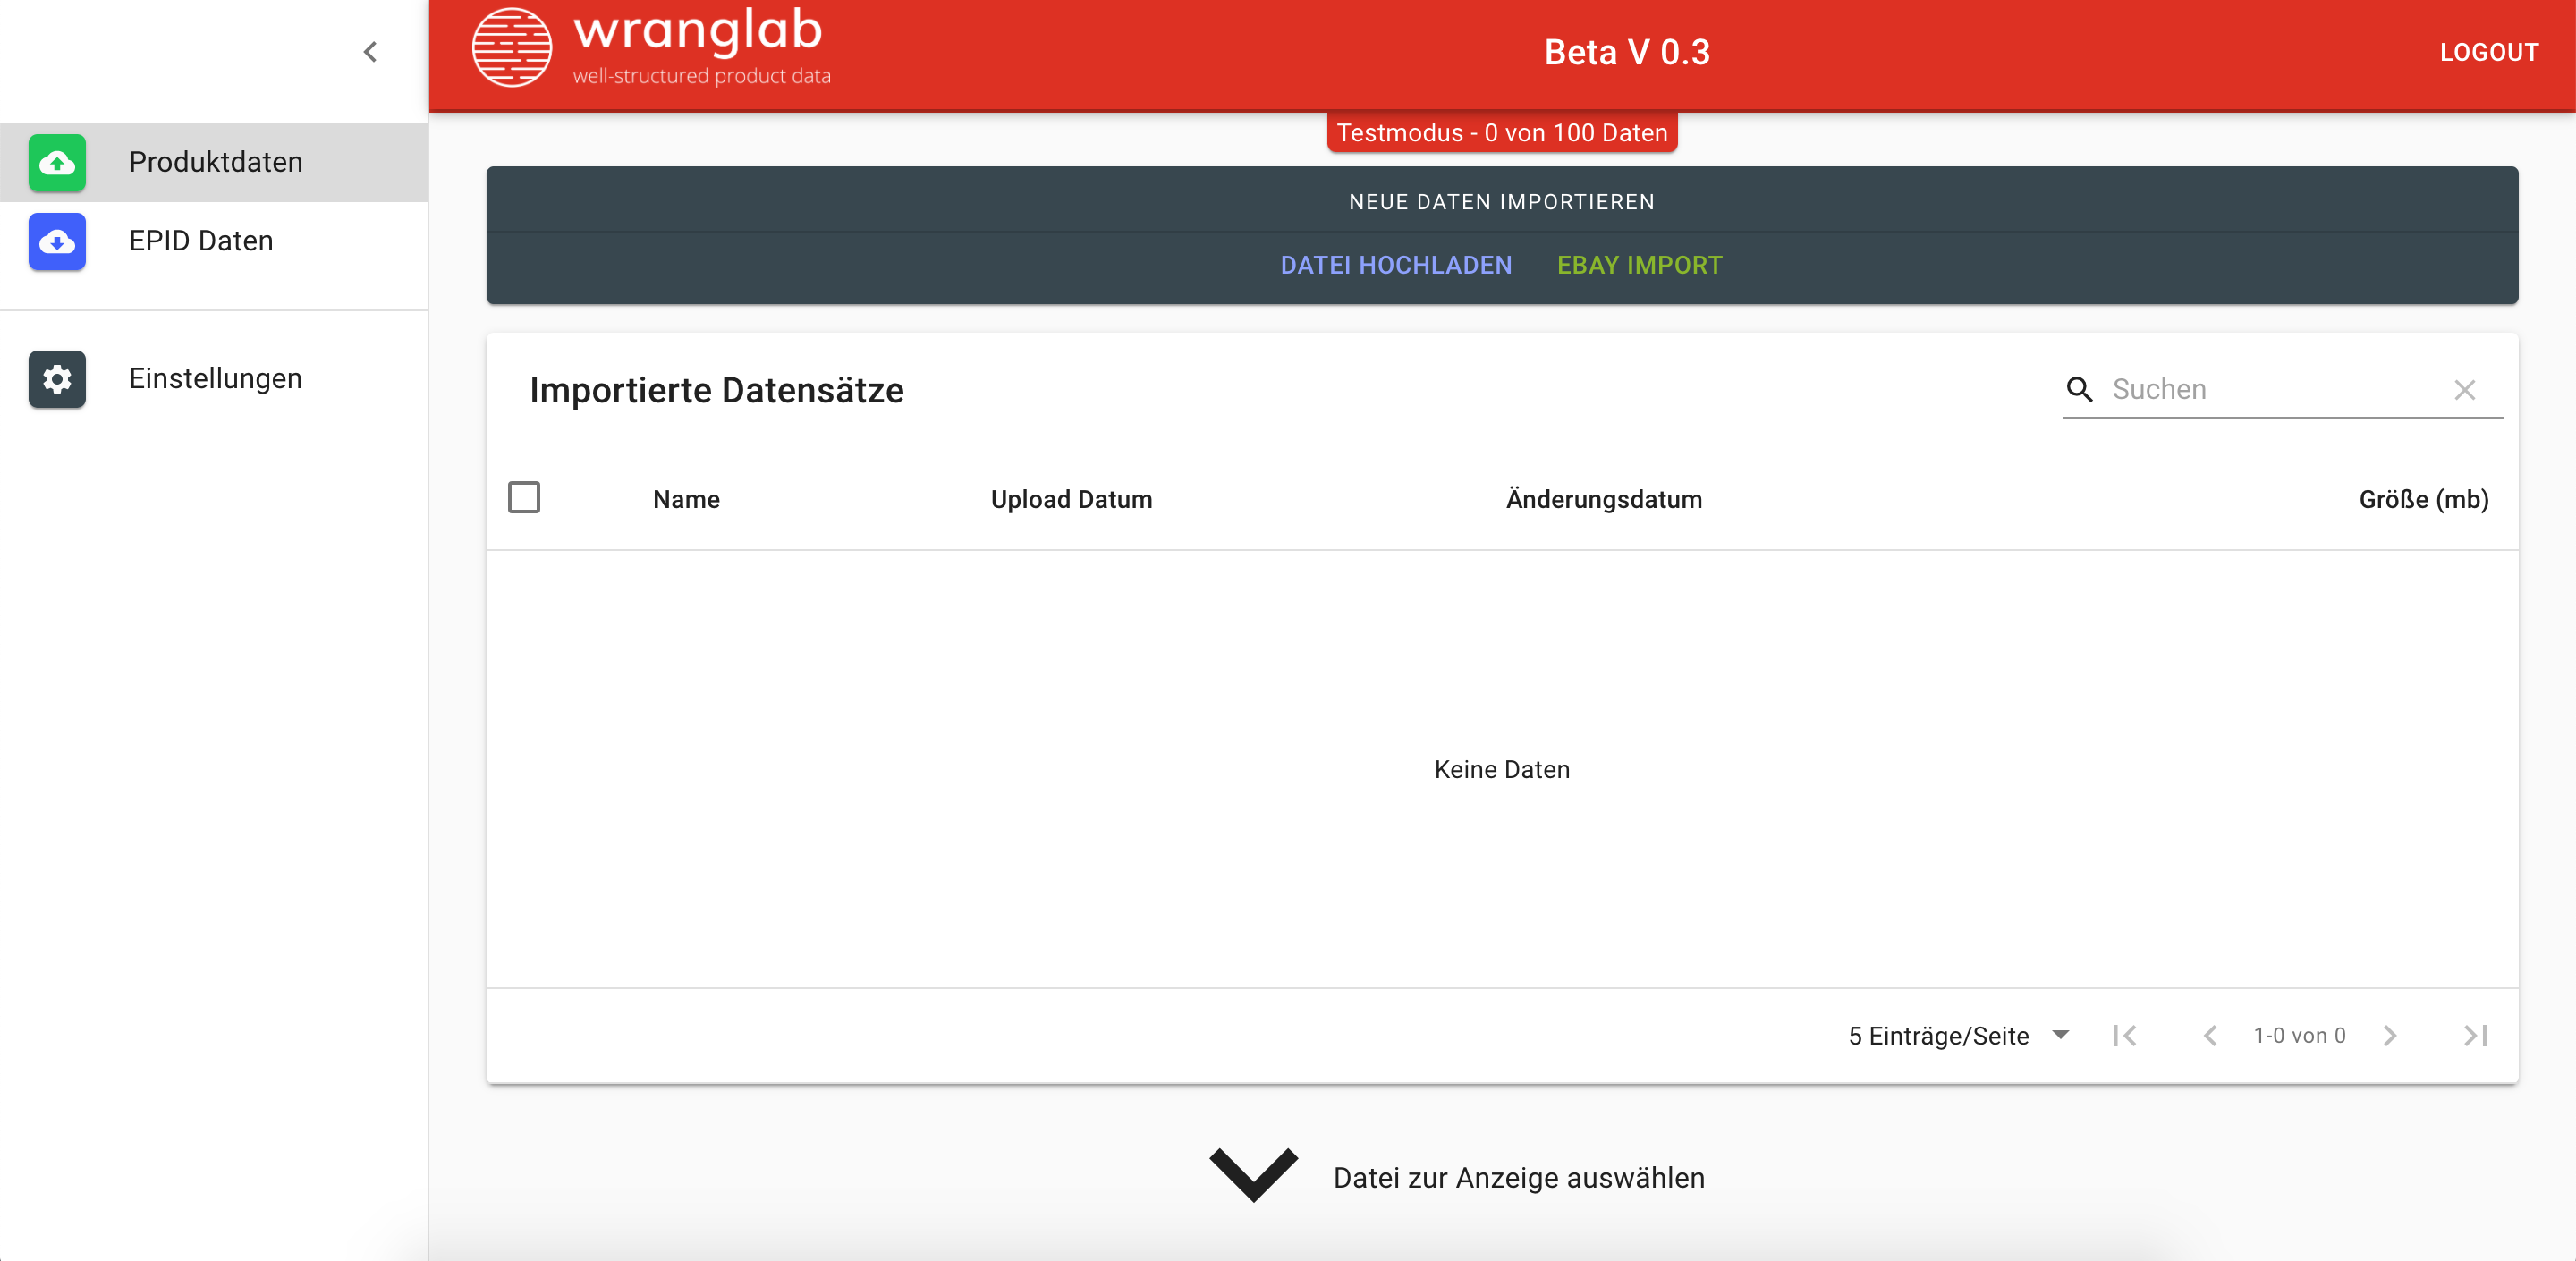 wranglab
well-structured product data
Beta V 0.3
LOGOUT
Testmodus - 0 von 100 Daten
Produktdaten
EPID Daten
Einstellungen
NEUE DATEN IMPORTIEREN
DATEI HOCHLADEN EBAY IMPORT
Importierte Datensätze
Suchen
Name Upload Datum Änderungsdatum Größe (mb)
Keine Daten
5 Einträge/Seite 1-0 von 0
Datei zur Anzeige auswählen